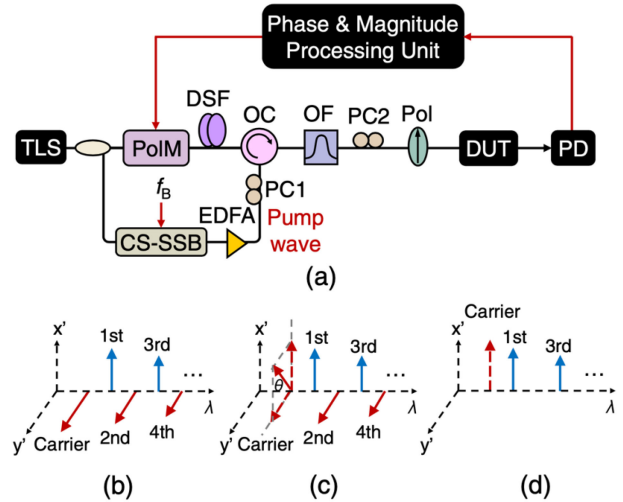 Phase & Magnitude
Processing Unit
DSF
OC
OF
PC2
Pol
TLS
PolM
DUT
PD
fB
PC1
EDFA
Pump
wave
CS-SSB
(a)
x'
1st
3rd
...
λ
y'
Carrier
2nd
4th
(b)
x'
1st
3rd
...
θ
λ
y'
Carrier
2nd
4th
(c)
Carrier
x'
1st
3rd
...
λ
y'
(d)